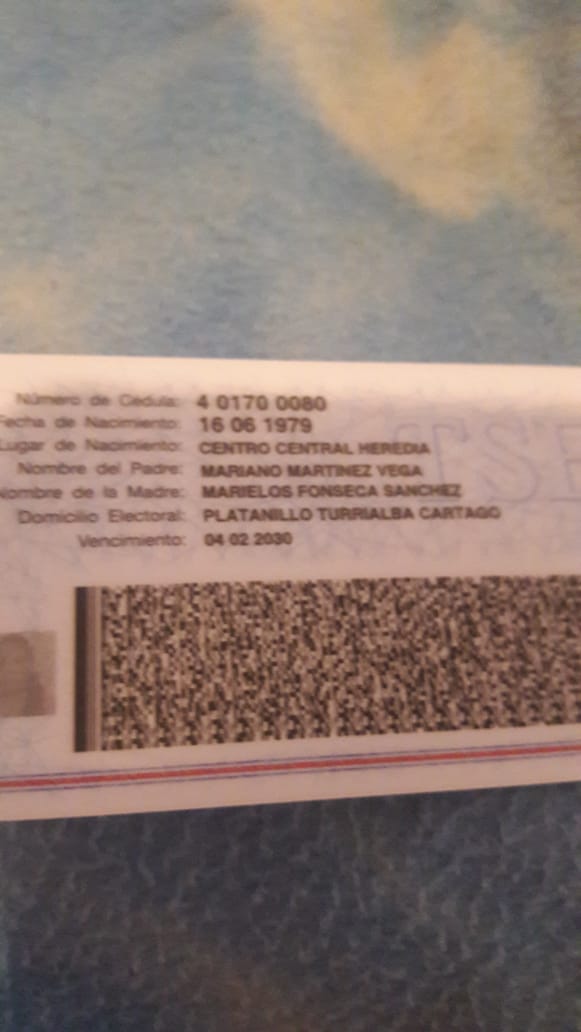 Número de Cédula: 4 0170 0080
Fecha de Nacimiento: 16 06 1979
Lugar de Nacimiento: CENTRO CENTRAL HEREDIA
Nombre del Padre: MARIANO MARTINEZ VEGA
Nombre de la Madre: MARIELOS FONSECA SANCHEZ
Domicilio Electoral: PLATANILLO TURRIALBA CARTAGO
Vencimiento: 04 02 2030
TSE